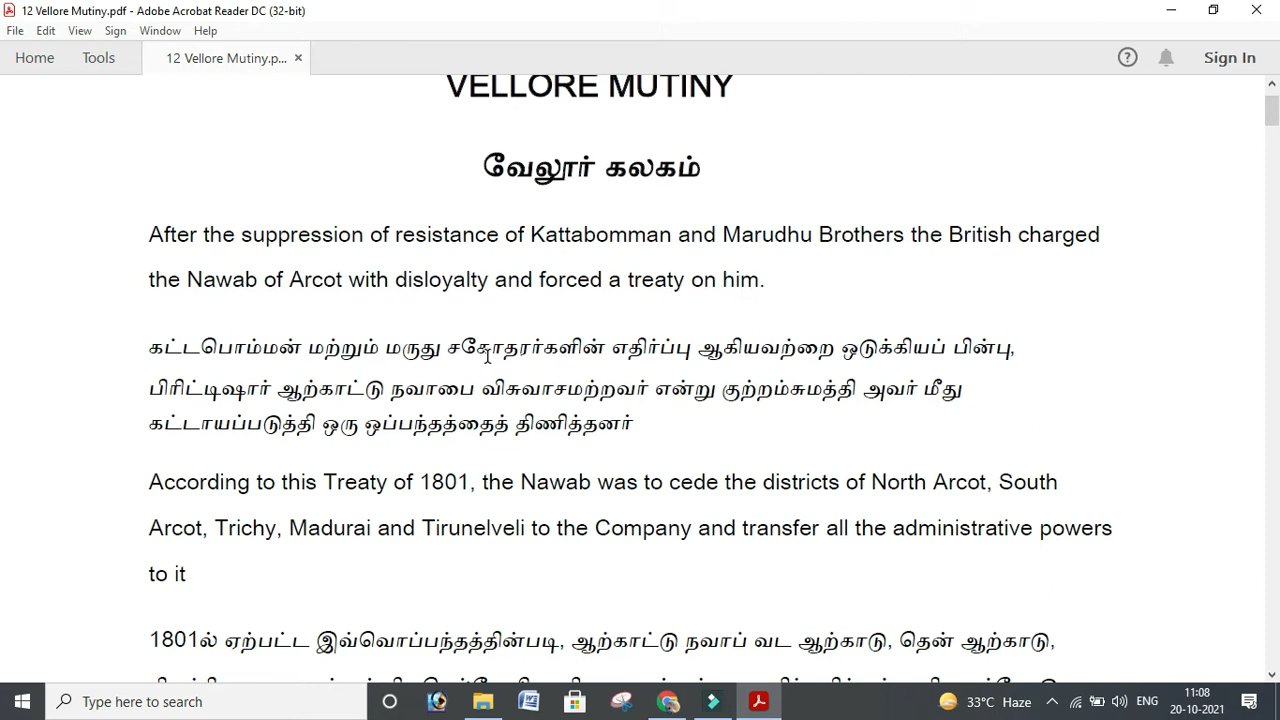 12 Vellore Mutiny.pdf - Adobe Acrobat Reader DC (32-bit)
File Edit View Sign Window Help
Home Tools 12 Vellore Mutiny.p... Sign In
VELLORE MUTINY
வேலூர் கலகம்
After the suppression of resistance of Kattabomman and Marudhu Brothers the British charged
the Nawab of Arcot with disloyalty and forced a treaty on him.
கட்டபொம்மன் மற்றும் மருது சகோதரர்களின் எதிர்ப்பு ஆகியவற்றை ஒடுக்கியப் பின்பு,
பிரிட்டிஷார் ஆற்காட்டு நவாபை விசுவாசமற்றவர் என்று குற்றம்சுமத்தி அவர் மீது
கட்டாயப்படுத்தி ஒரு ஒப்பந்தத்தைத் திணித்தனர்
According to this Treaty of 1801, the Nawab was to cede the districts of North Arcot, South
Arcot, Trichy, Madurai and Tirunelveli to the Company and transfer all the administrative powers
to it
1801ல் ஏற்பட்ட இவ்வொப்பந்தத்தின்படி, ஆற்காட்டு நவாப் வட ஆற்காடு, தென் ஆற்காடு,
Type here to search 33°C Haze ENG 11:08
20-10-2021